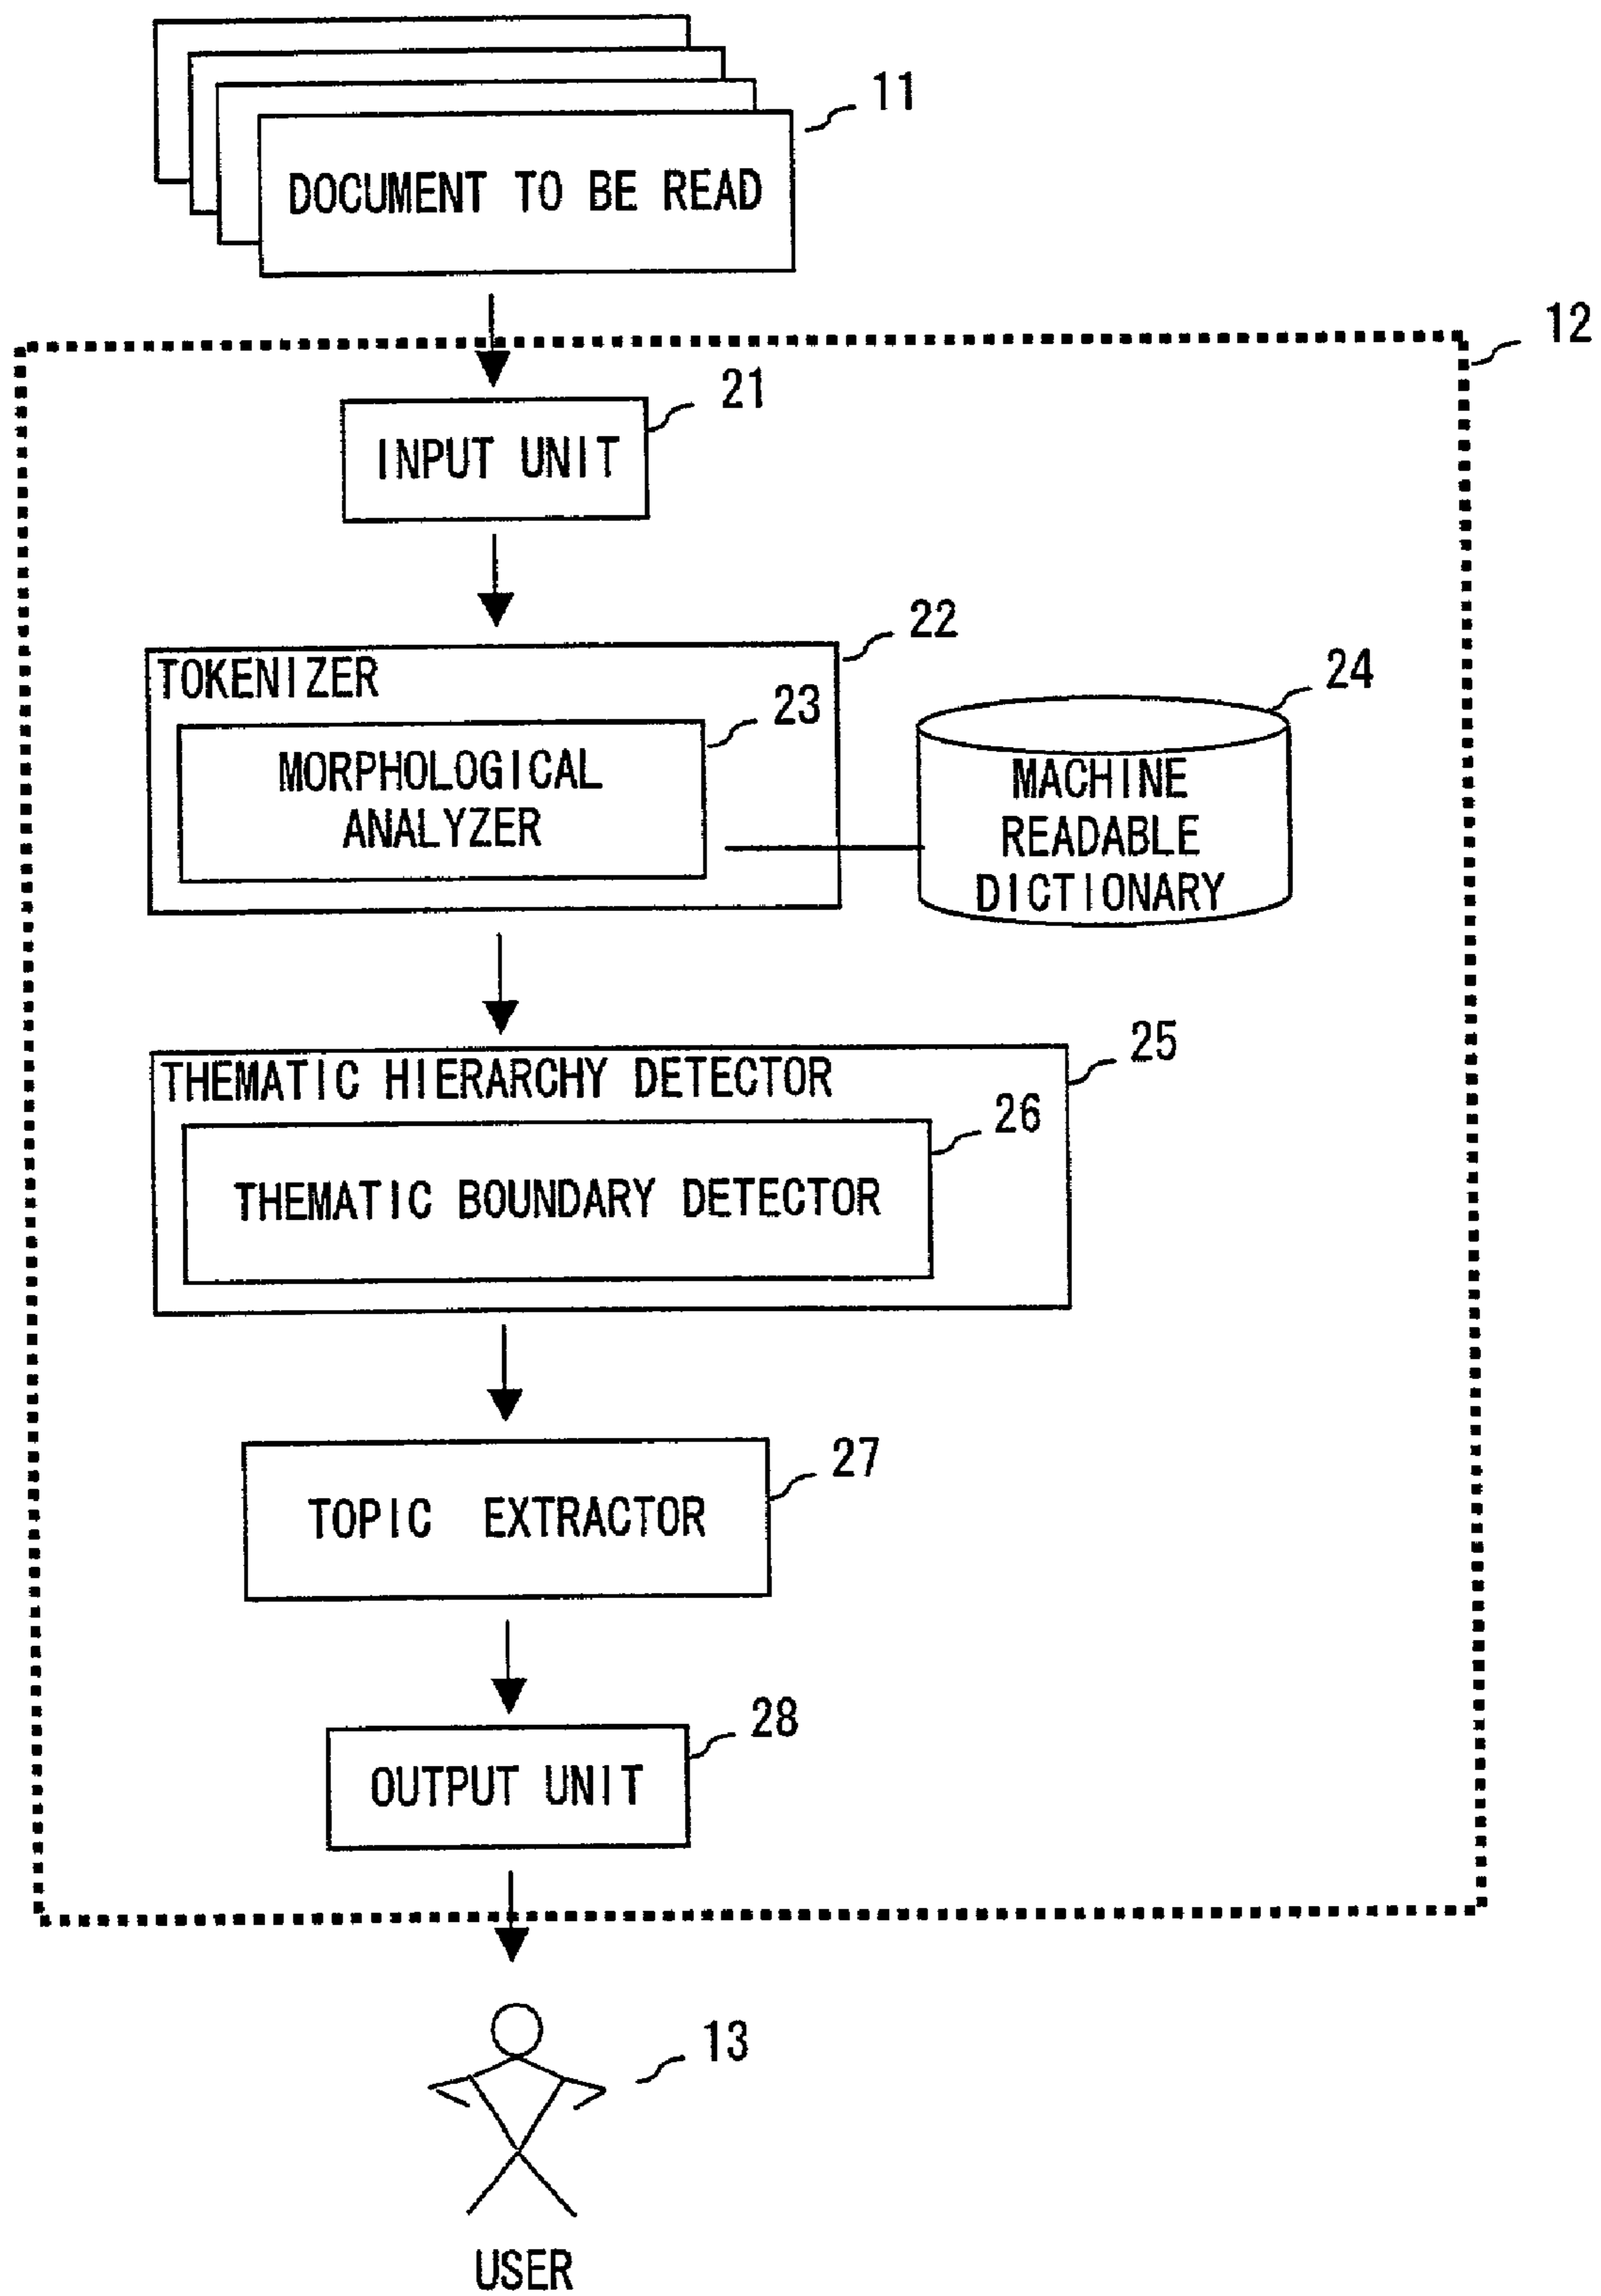 11
DOCUMENT TO BE READ
12
21
INPUT UNIT
22
TOKENIZER
23
24
MORPHOLOGICAL
ANALYZER
MACHINE
READABLE
DICTIONARY
25
THEMATIC HIERARCHY DETECTOR
26
THEMATIC BOUNDARY DETECTOR
27
TOPIC EXTRACTOR
28
OUTPUT UNIT
13
USER